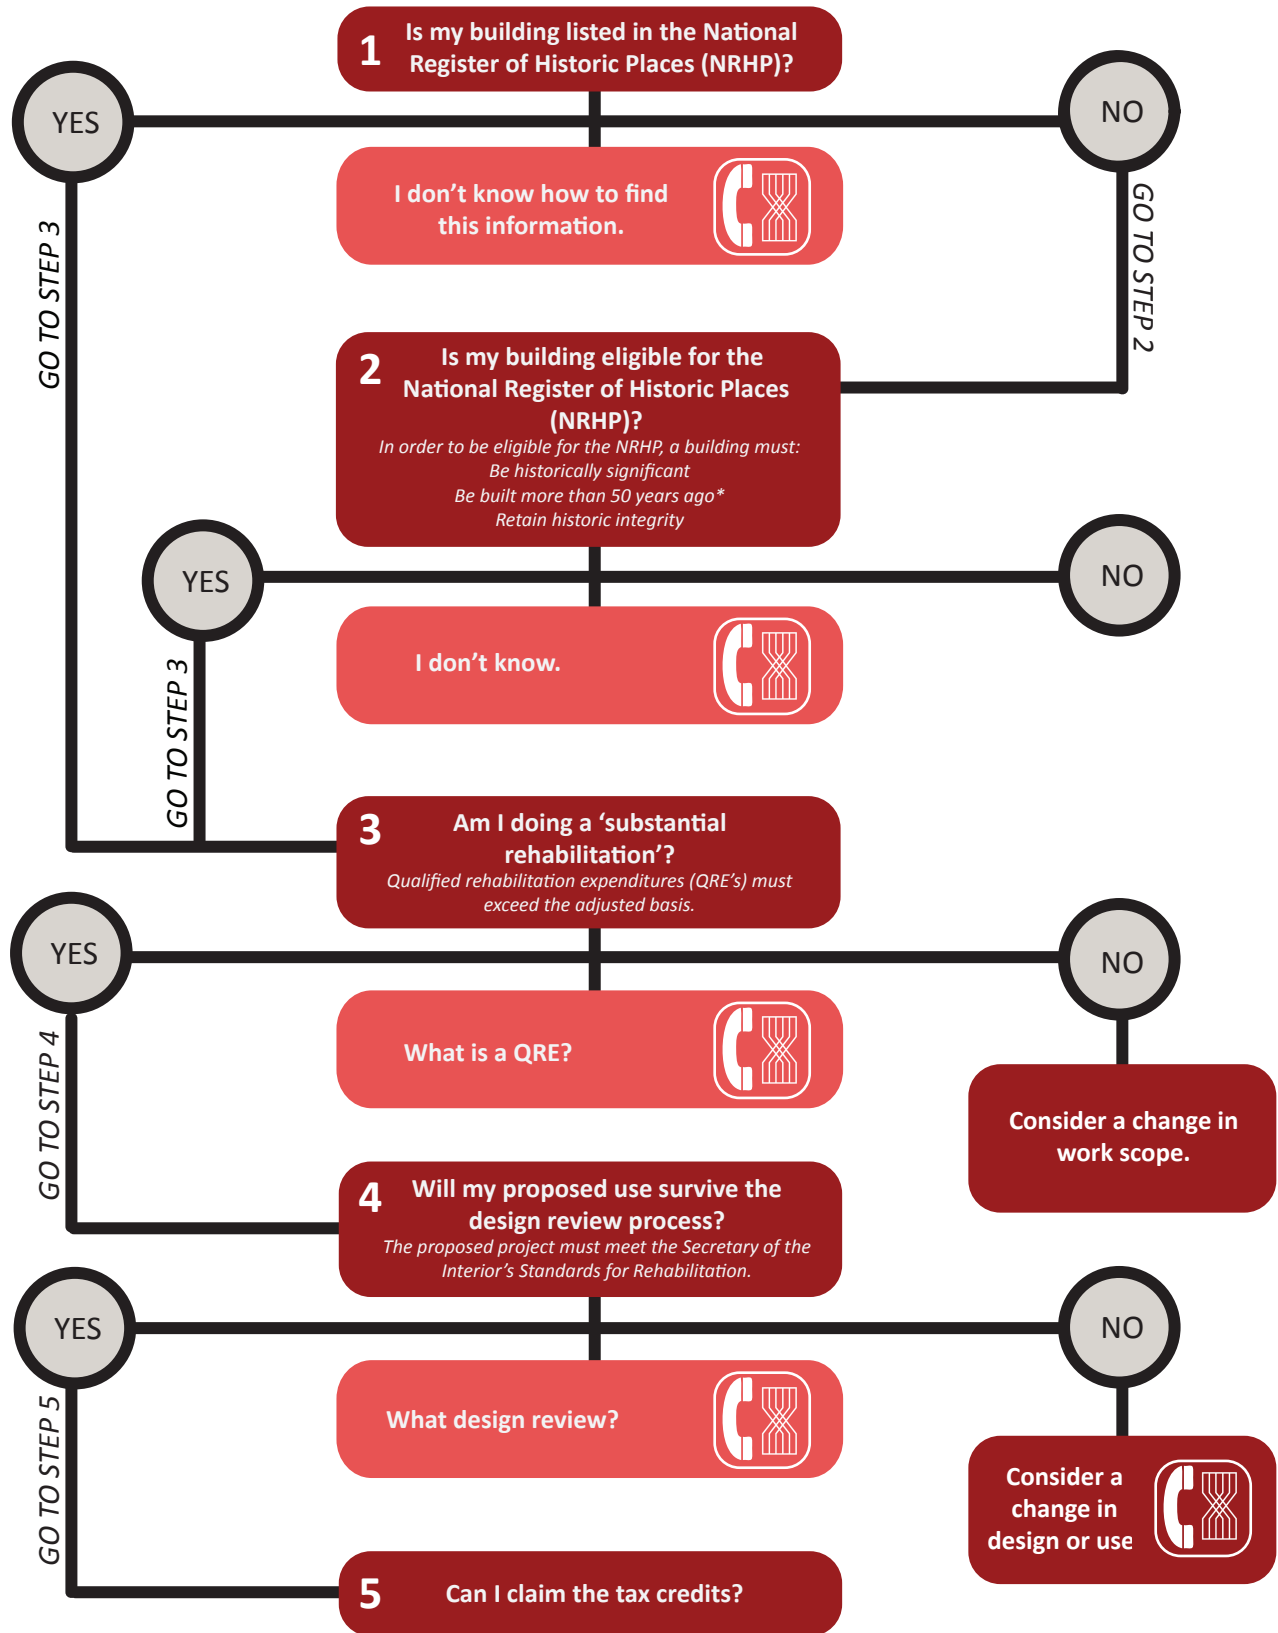 1
Is my building listed in the National
Register of Historic Places (NRHP)?
YES
NO
I don’t know how to find
this information.
GO TO STEP 3
GO TO STEP 2
2
Is my building eligible for the
National Register of Historic Places
(NRHP)?
In order to be eligible for the NRHP, a building must:
Be historically significant
Be built more than 50 years ago*
Retain historic integrity
YES
NO
I don’t know.
GO TO STEP 3
3
Am I doing a ‘substantial
rehabilitation’?
Qualified rehabilitation expenditures (QRE’s) must
exceed the adjusted basis.
YES
NO
What is a QRE?
GO TO STEP 4
Consider a change in
work scope.
4
Will my proposed use survive the
design review process?
The proposed project must meet the Secretary of the
Interior’s Standards for Rehabilitation.
YES
NO
What design review?
GO TO STEP 5
Consider a
change in
design or use
5
Can I claim the tax credits?